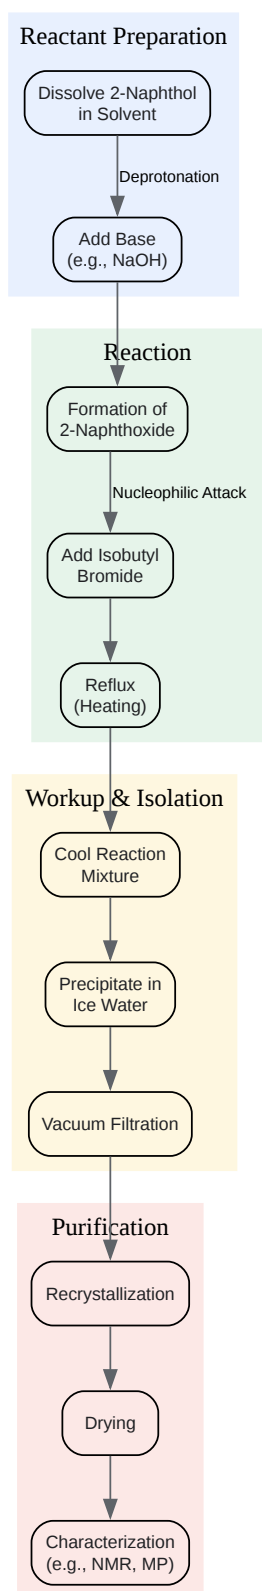 Reactant Preparation
Dissolve 2-Naphthol
in Solvent
Deprotonation
Add Base
(e.g., NaOH)
Reaction
Formation of
2-Naphthoxide
Nucleophilic Attack
Add Isobutyl
Bromide
Reflux
(Heating)
Workup & Isolation
Cool Reaction
Mixture
Precipitate in
Ice Water
Vacuum Filtration
Purification
Recrystallization
Drying
Characterization
(e.g., NMR, MP)